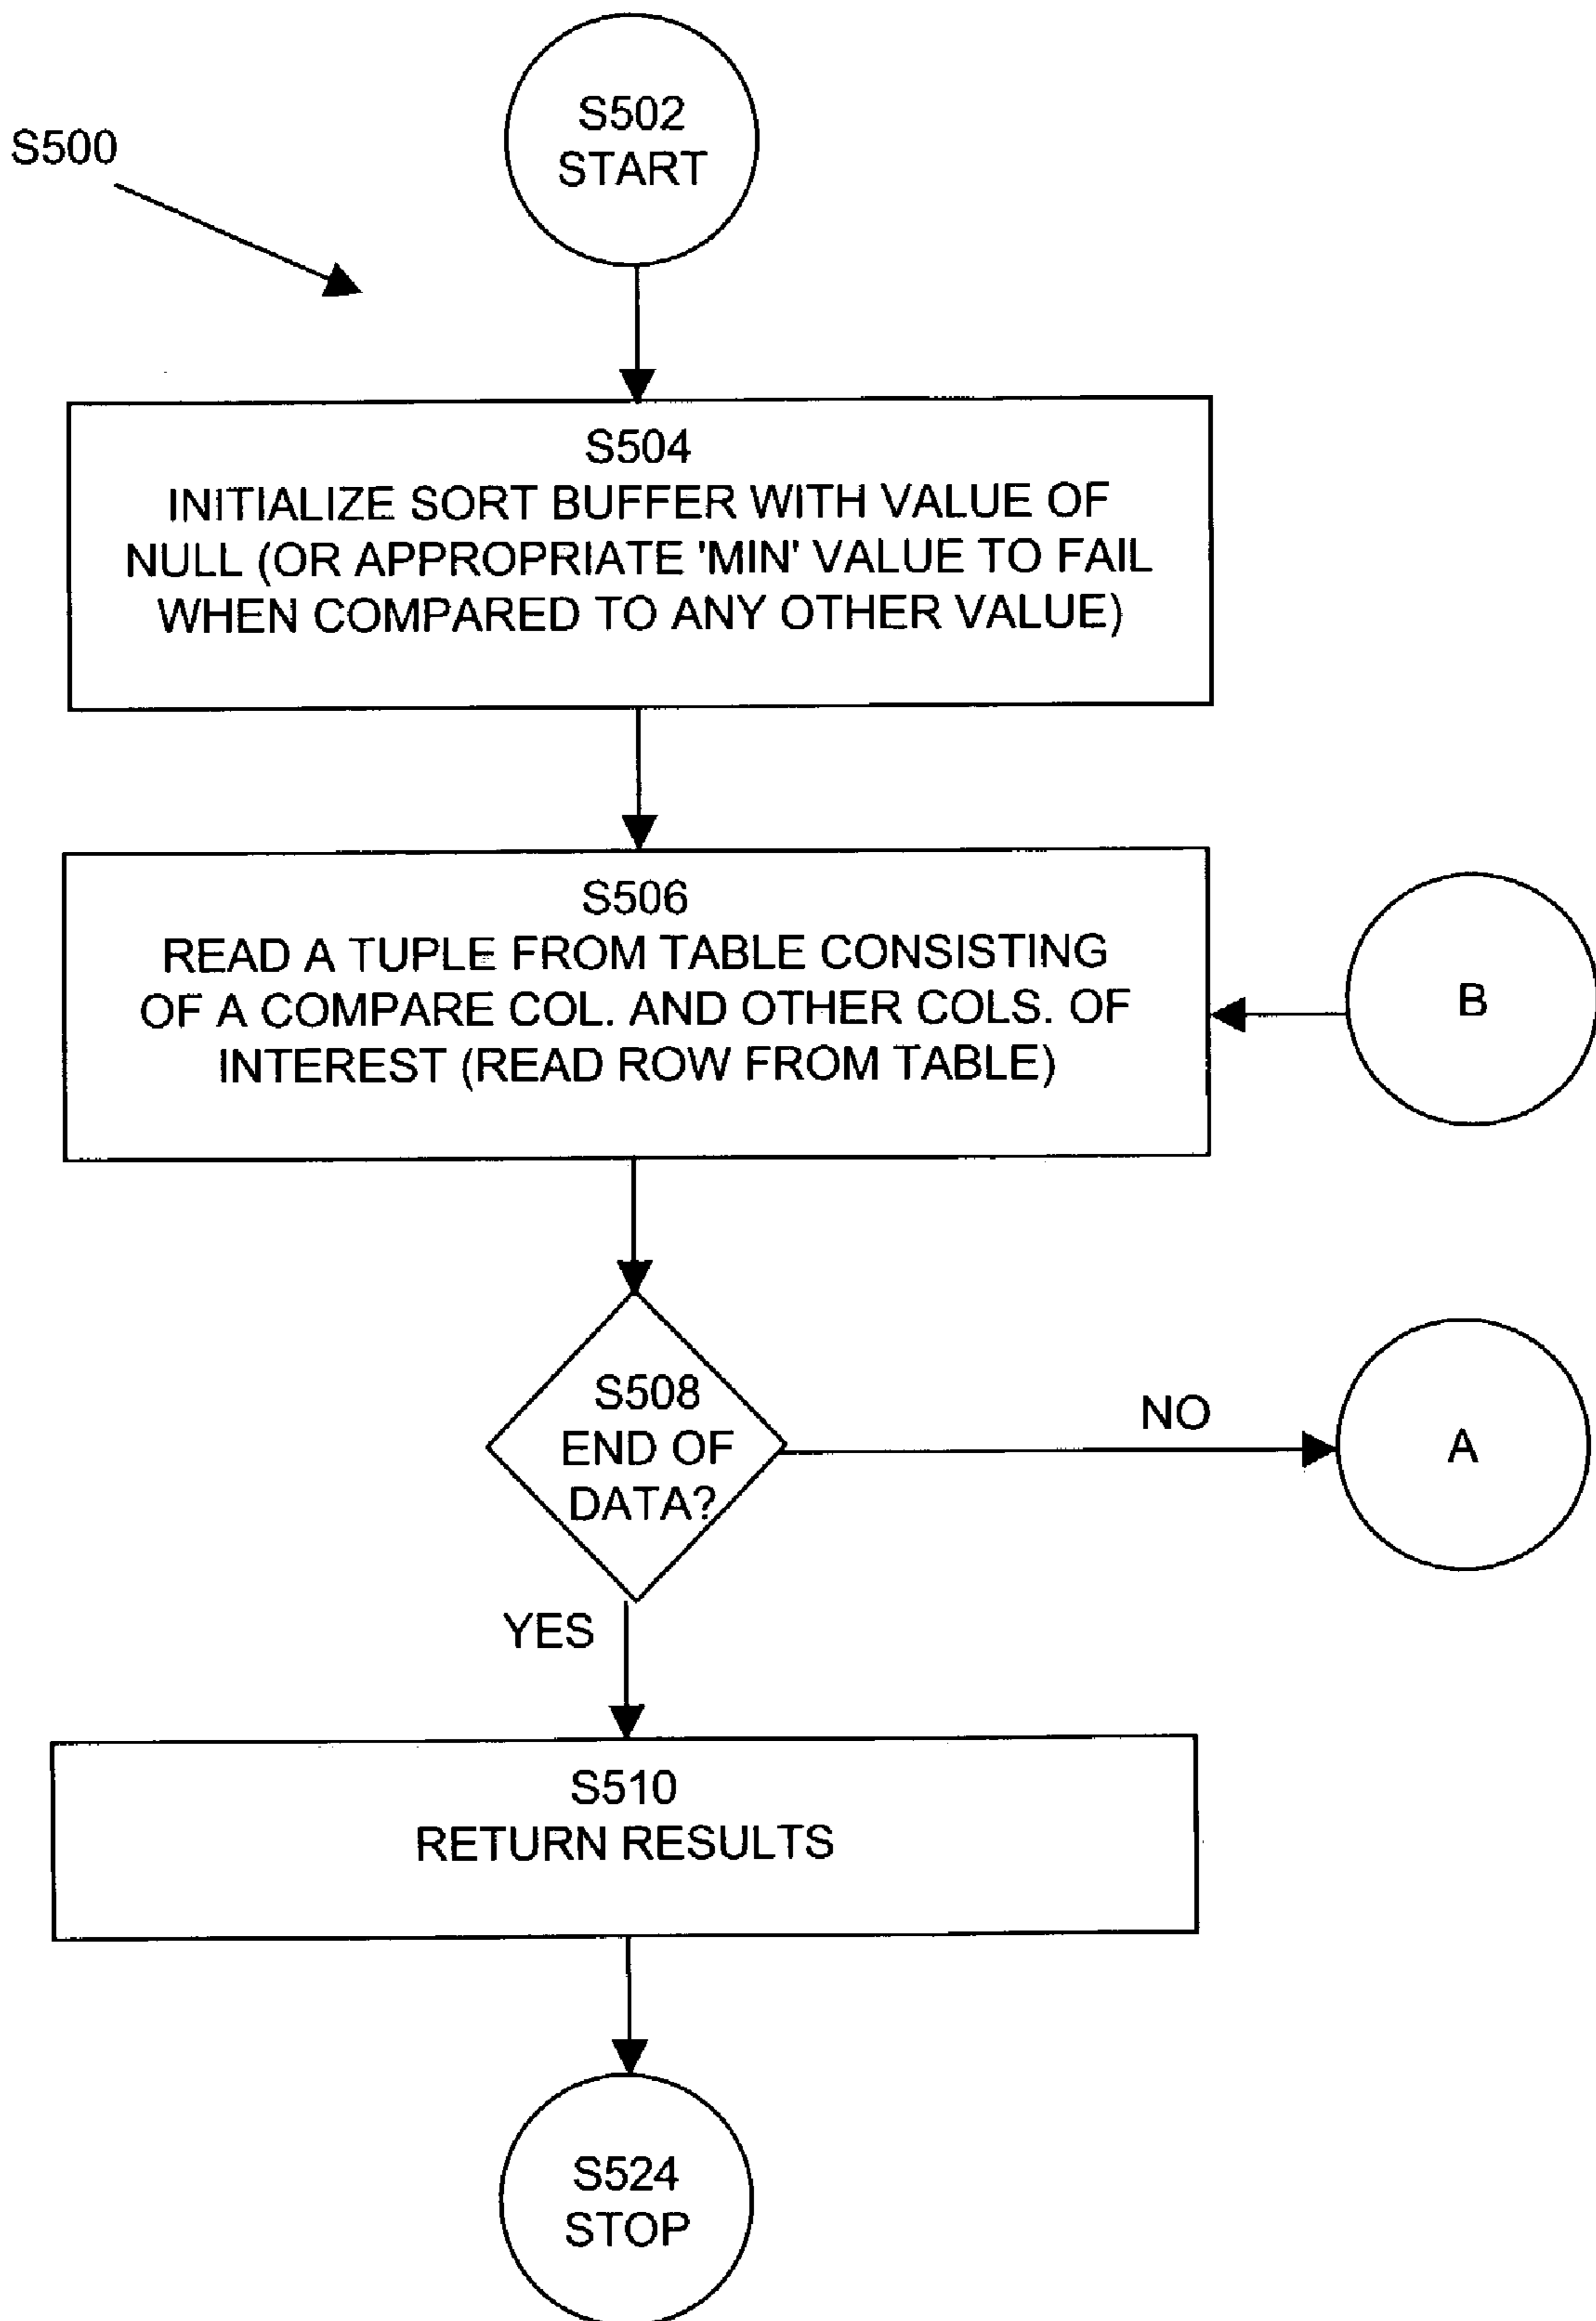 S502
START
S500
S504
INITIALIZE SORT BUFFER WITH VALUE OF
NULL (OR APPROPRIATE 'MIN' VALUE TO FAIL
WHEN COMPARED TO ANY OTHER VALUE)
S506
READ A TUPLE FROM TABLE CONSISTING
OF A COMPARE COL. AND OTHER COLS. OF
INTEREST (READ ROW FROM TABLE)
B
S508
END OF
DATA?
NO
A
YES
S510
RETURN RESULTS
S524
STOP